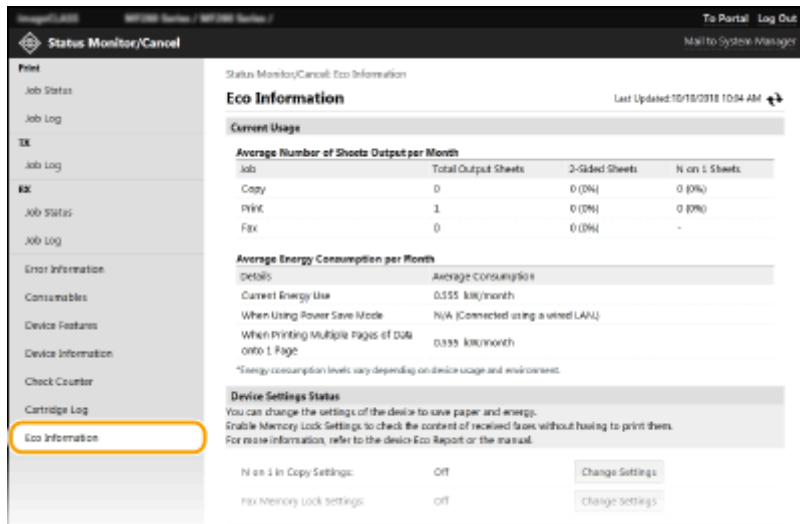 To Portal Log Out
Status Monitor/Cancel
Mail to System Manager
Print
Job Status
Job Log
TX
Job Log
RX
Job Status
Job Log
Error Information
Consumables
Device Features
Device Information
Check Counter
Cartridge Log
Eco Information
Status Monitor/Cancel: Eco Information
Eco Information
Last Updated:10/10/2018 10:04 AM
Current Usage
Average Number of Sheets Output per Month
Job Total Output Sheets 2-Sided Sheets N on 1 Sheets
Copy 0 0 (0%) 0 (0%)
Print 1 0 (0%) 0 (0%)
Fax 0 0 (0%) -
Average Energy Consumption per Month
Details Average Consumption
Current Energy Use 0.555 kW/month
When Using Power Save Mode N/A (Connected using a wired LAN.)
When Printing Multiple Pages of Data
onto 1 Page
kW/month
*Energy consumption levels vary depending on device usage and environment.
Device Settings Status
You can change the settings of the device to save paper and energy.
Enable Memory Lock Settings to check the content of received faxes without having to print them.
For more information, refer to the device Eco Report or the manual.
N on 1 in Copy Settings: Off Change Settings
Fax Memory Lock Settings: Off Change Settings